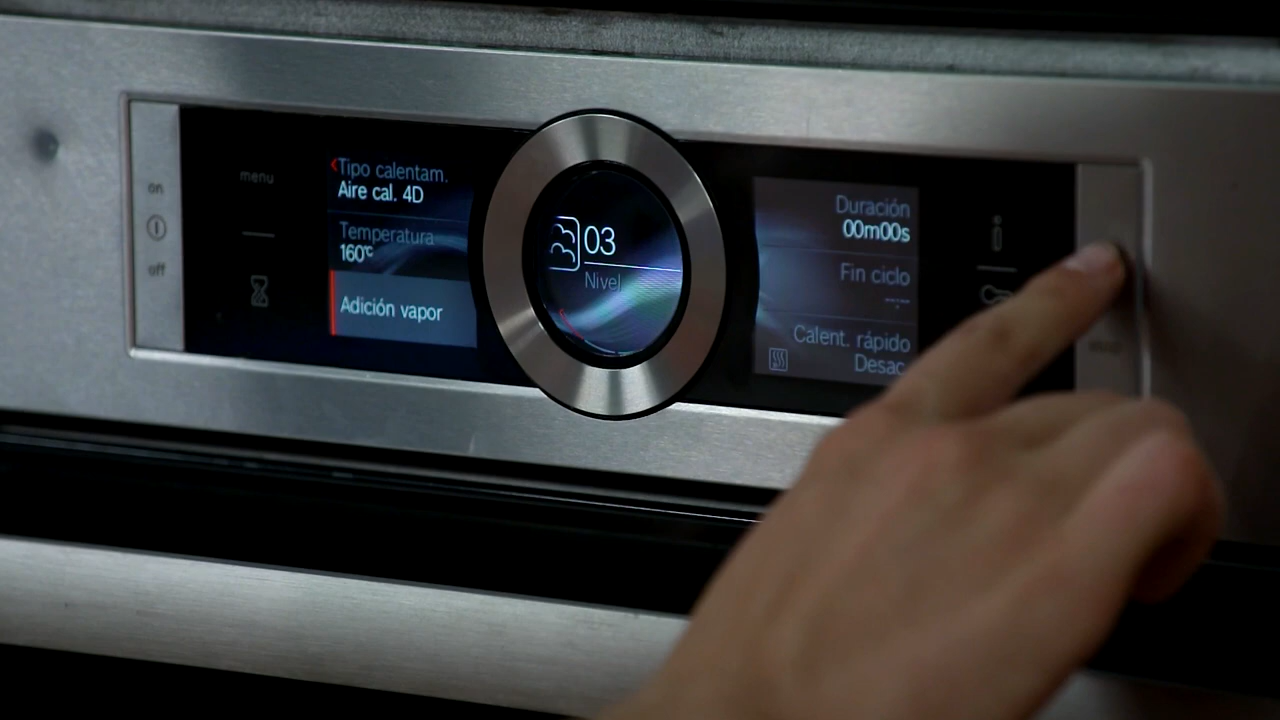 on
off
menu
Tipo calentam.
Aire cal. 4D
Temperatura
160°C
Adición vapor
03
Nivel
Duración
00m00s
Fin ciclo
--:--
Calent. rápido
Desac